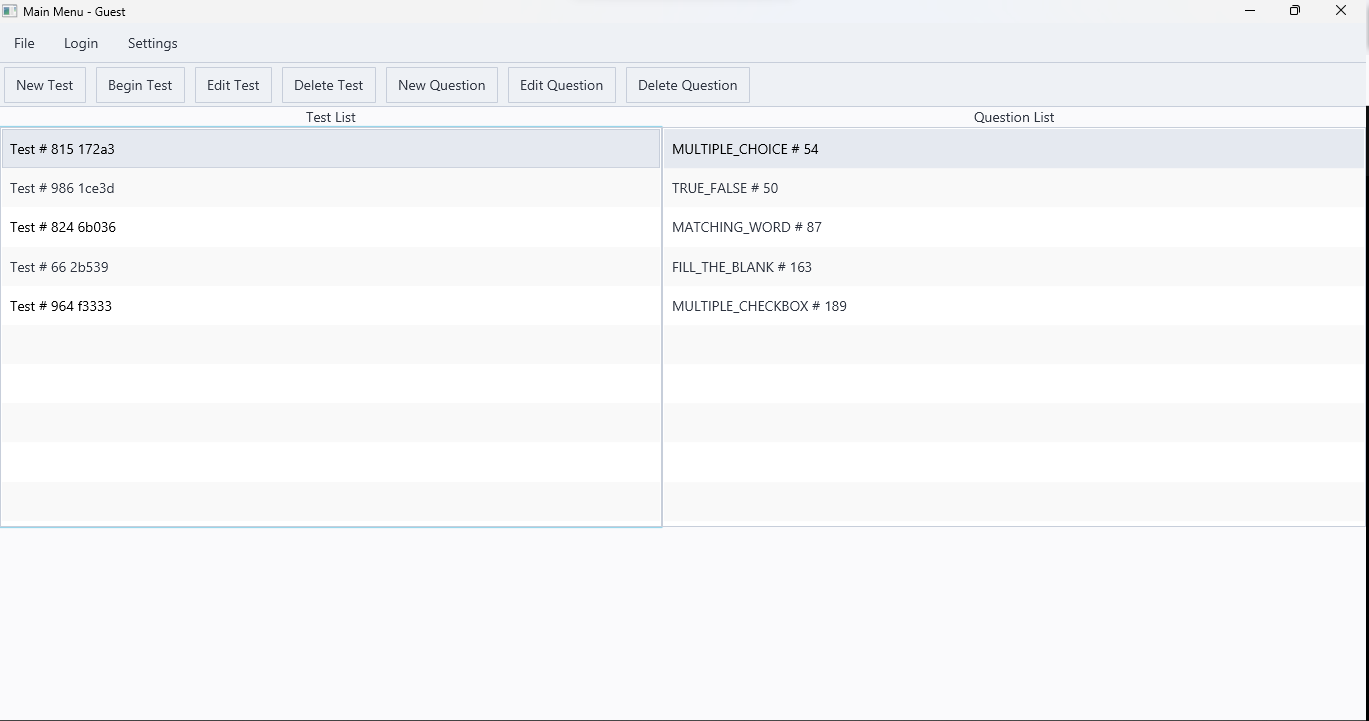 Main Menu - Guest
File Login Settings
New Test Begin Test Edit Test Delete Test New Question Edit Question Delete Question
Test List
Test # 815 172a3
Test # 986 1ce3d
Test # 824 6b036
Test # 66 2b539
Test # 964 f3333
Question List
MULTIPLE_CHOICE # 54
TRUE_FALSE # 50
MATCHING_WORD # 87
FILL_THE_BLANK # 163
MULTIPLE_CHECKBOX # 189